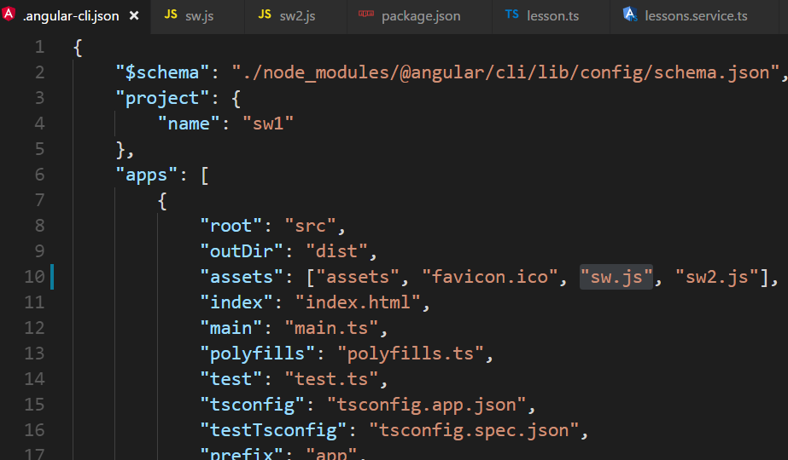 .angular-cli.json × JS sw.js JS sw2.js package.json TS lesson.ts lessons.service.ts
1 {
2 "$schema": "./node_modules/@angular/cli/lib/config/schema.json",
3 "project": {
4 "name": "sw1"
5 },
6 "apps": [
7 {
8 "root": "src",
9 "outDir": "dist",
10 "assets": ["assets", "favicon.ico", "sw.js", "sw2.js"],
11 "index": "index.html",
12 "main": "main.ts",
13 "polyfills": "polyfills.ts",
14 "test": "test.ts",
15 "tsconfig": "tsconfig.app.json",
16 "testTsconfig": "tsconfig.spec.json",
17 "prefix": "app",